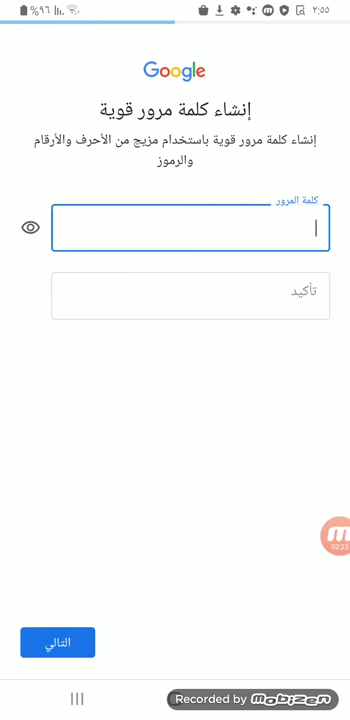 ٢:٥٥
%٩٦
Google
إنشاء كلمة مرور قوية
إنشاء كلمة مرور قوية باستخدام مزيج من الأحرف والأرقام
والرموز
كلمة المرور
تأكيد
02:23
التالي
Recorded by mobizen